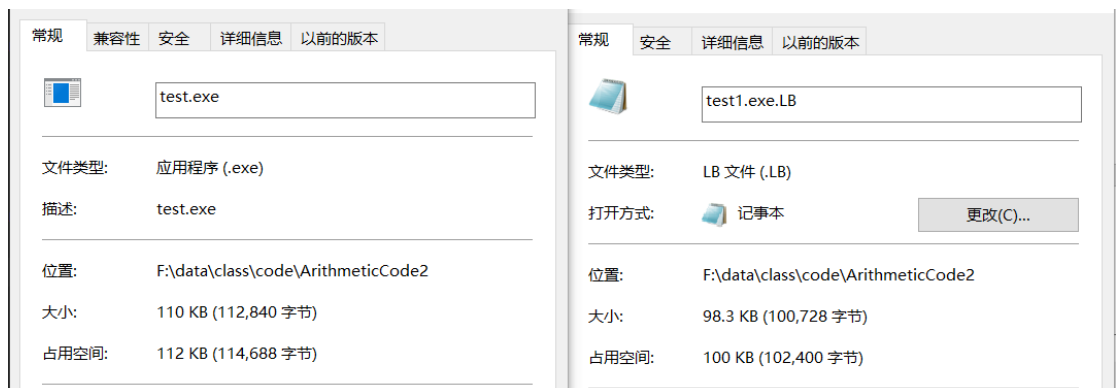 常规 兼容性 安全 详细信息 以前的版本
test.exe
文件类型: 应用程序 (.exe)
描述: test.exe
位置: F:\data\class\code\ArithmeticCode2
大小: 110 KB (112,840 字节)
占用空间: 112 KB (114,688 字节)
常规 安全 详细信息 以前的版本
test1.exe.LB
文件类型: LB 文件 (.LB)
打开方式: 记事本 更改(C)...
位置: F:\data\class\code\ArithmeticCode2
大小: 98.3 KB (100,728 字节)
占用空间: 100 KB (102,400 字节)